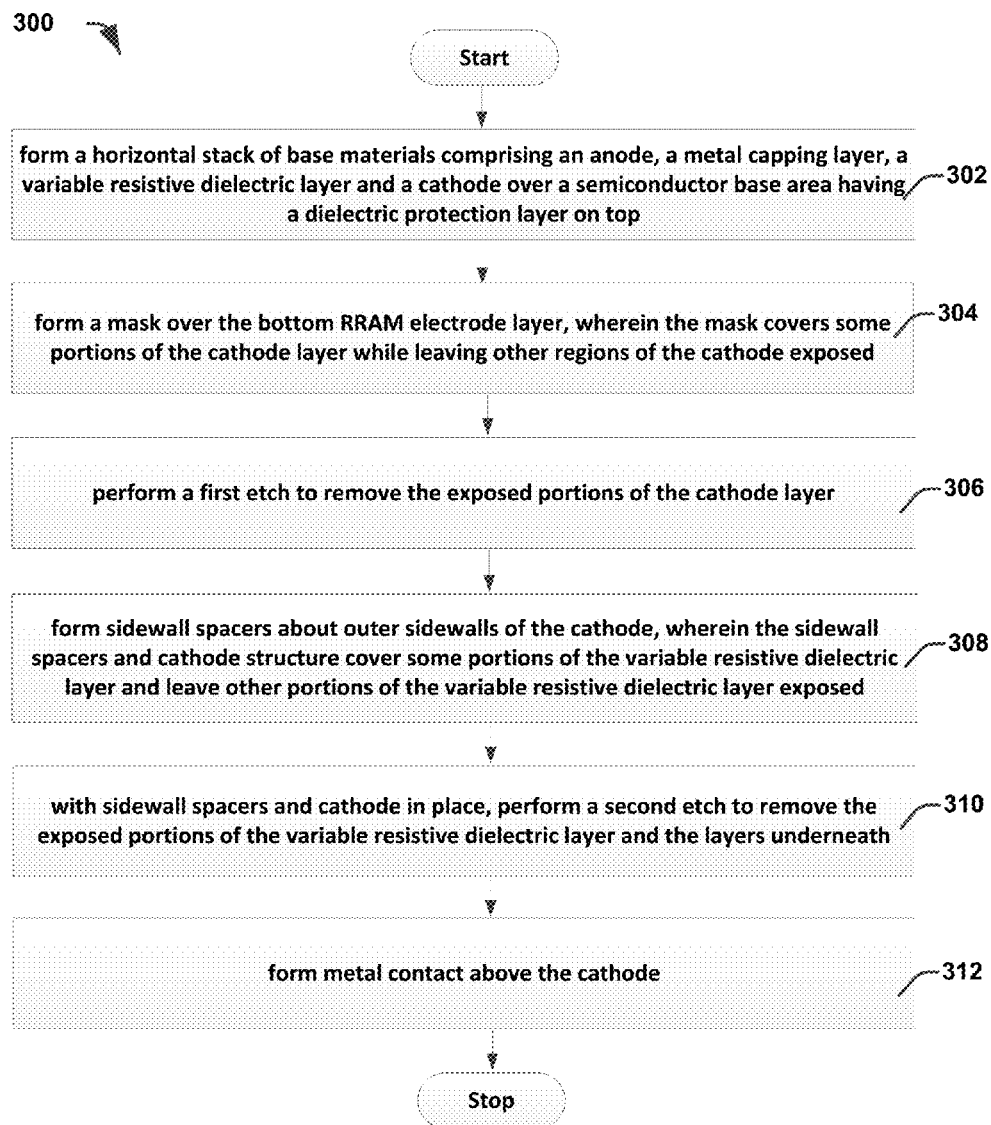 300
Start
form a horizontal stack of base materials comprising an anode, a metal capping layer, a
variable resistive dielectric layer and a cathode over a semiconductor base area having
a dielectric protection layer on top
302
form a mask over the bottom RRAM electrode layer, wherein the mask covers some
portions of the cathode layer while leaving other regions of the cathode exposed
304
perform a first etch to remove the exposed portions of the cathode layer
306
form sidewall spacers about outer sidewalls of the cathode, wherein the sidewall
spacers and cathode structure cover some portions of the variable resistive dielectric
layer and leave other portions of the variable resistive dielectric layer exposed
308
with sidewall spacers and cathode in place, perform a second etch to remove the
exposed portions of the variable resistive dielectric layer and the layers underneath
310
form metal contact above the cathode
312
Stop